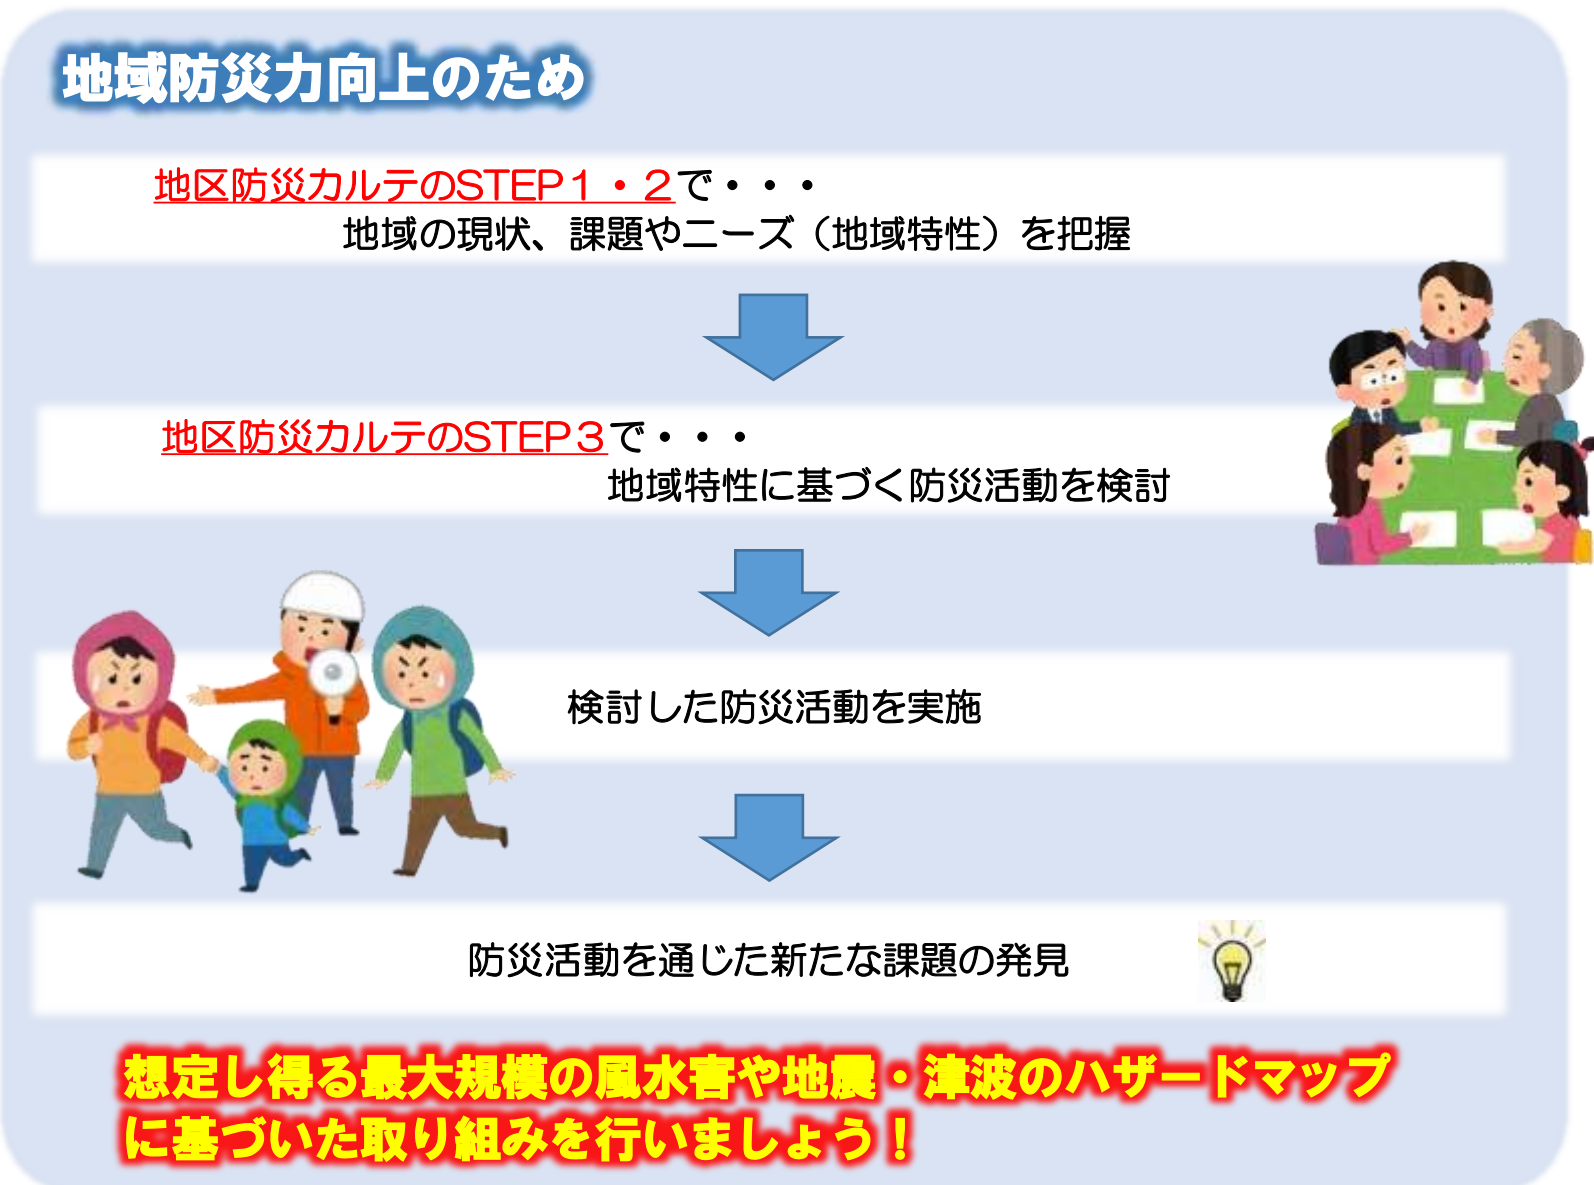 地域防災力向上のため
地区防災カルテのSTEP１・２で・・・
地域の現状、課題やニーズ（地域特性）を把握
地区防災カルテのSTEP３で・・・
地域特性に基づく防災活動を検討
検討した防災活動を実施
防災活動を通じた新たな課題の発見
想定し得る最大規模の風水害や地震・津波のハザードマップ
に基づいた取り組みを行いましょう！